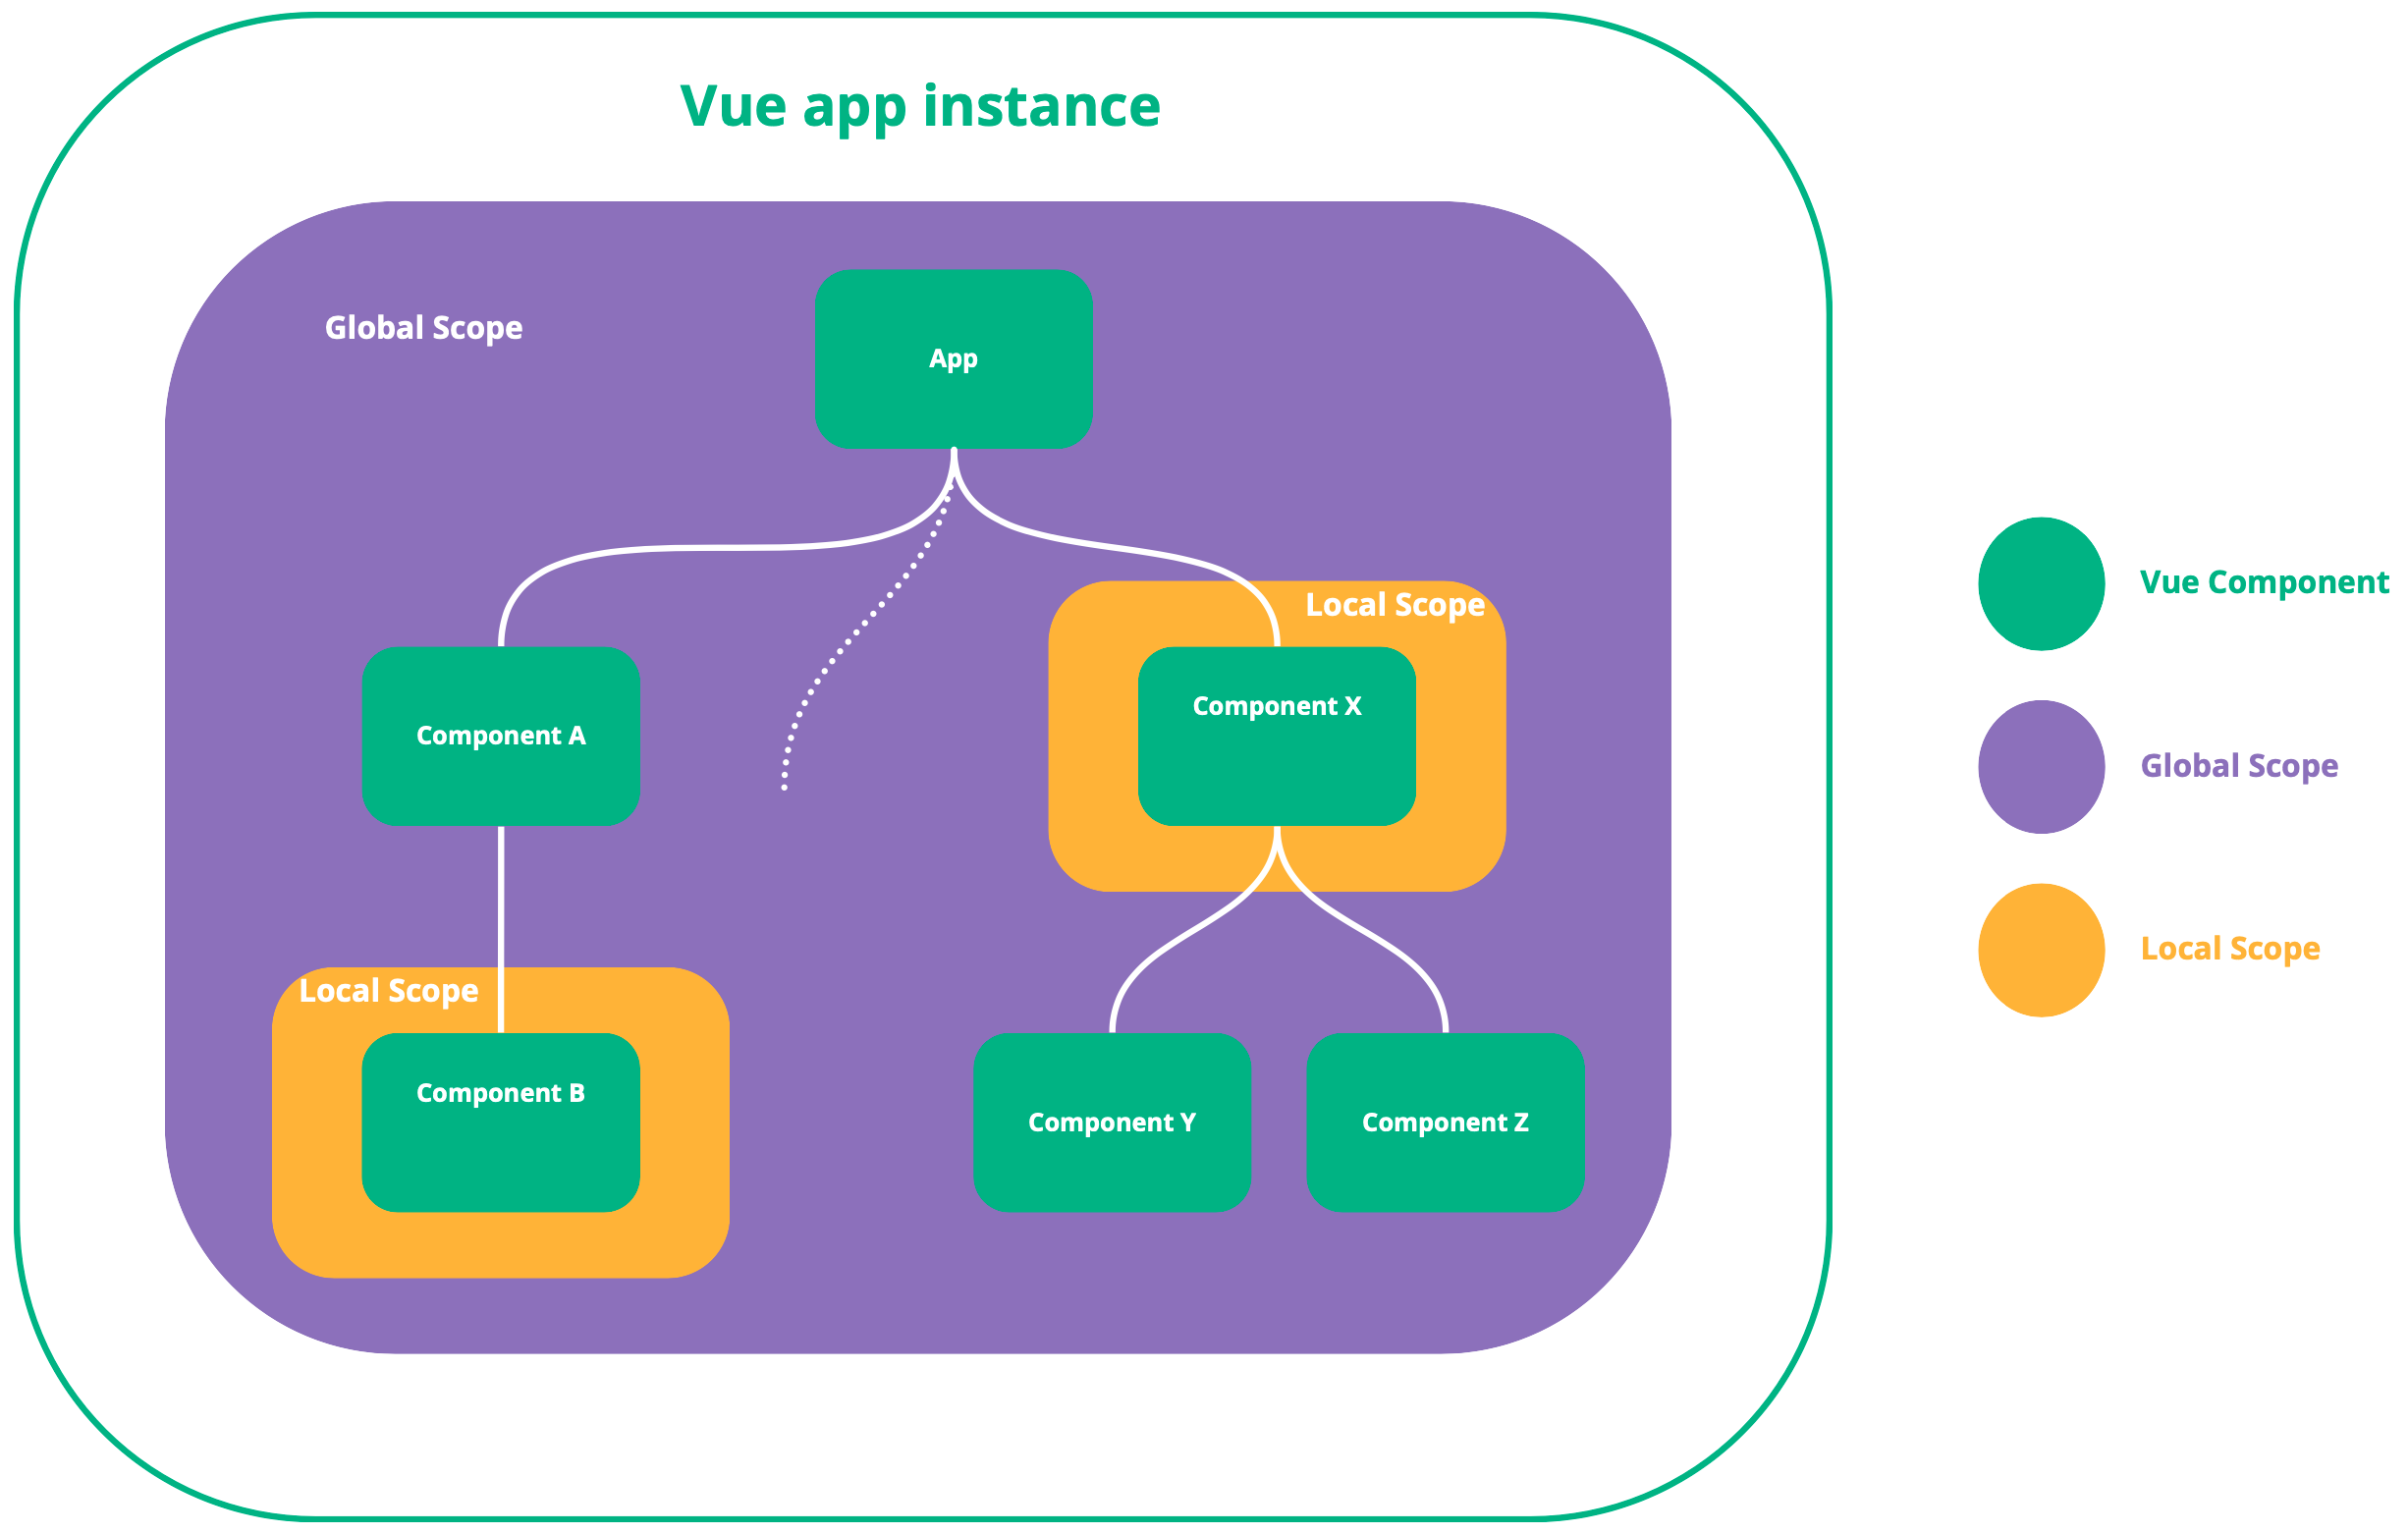 Vue app instance
Global Scope
App
Local Scope
Component A
Component X
Local Scope
Component B
Component Y
Component Z
Vue Component
Global Scope
Local Scope